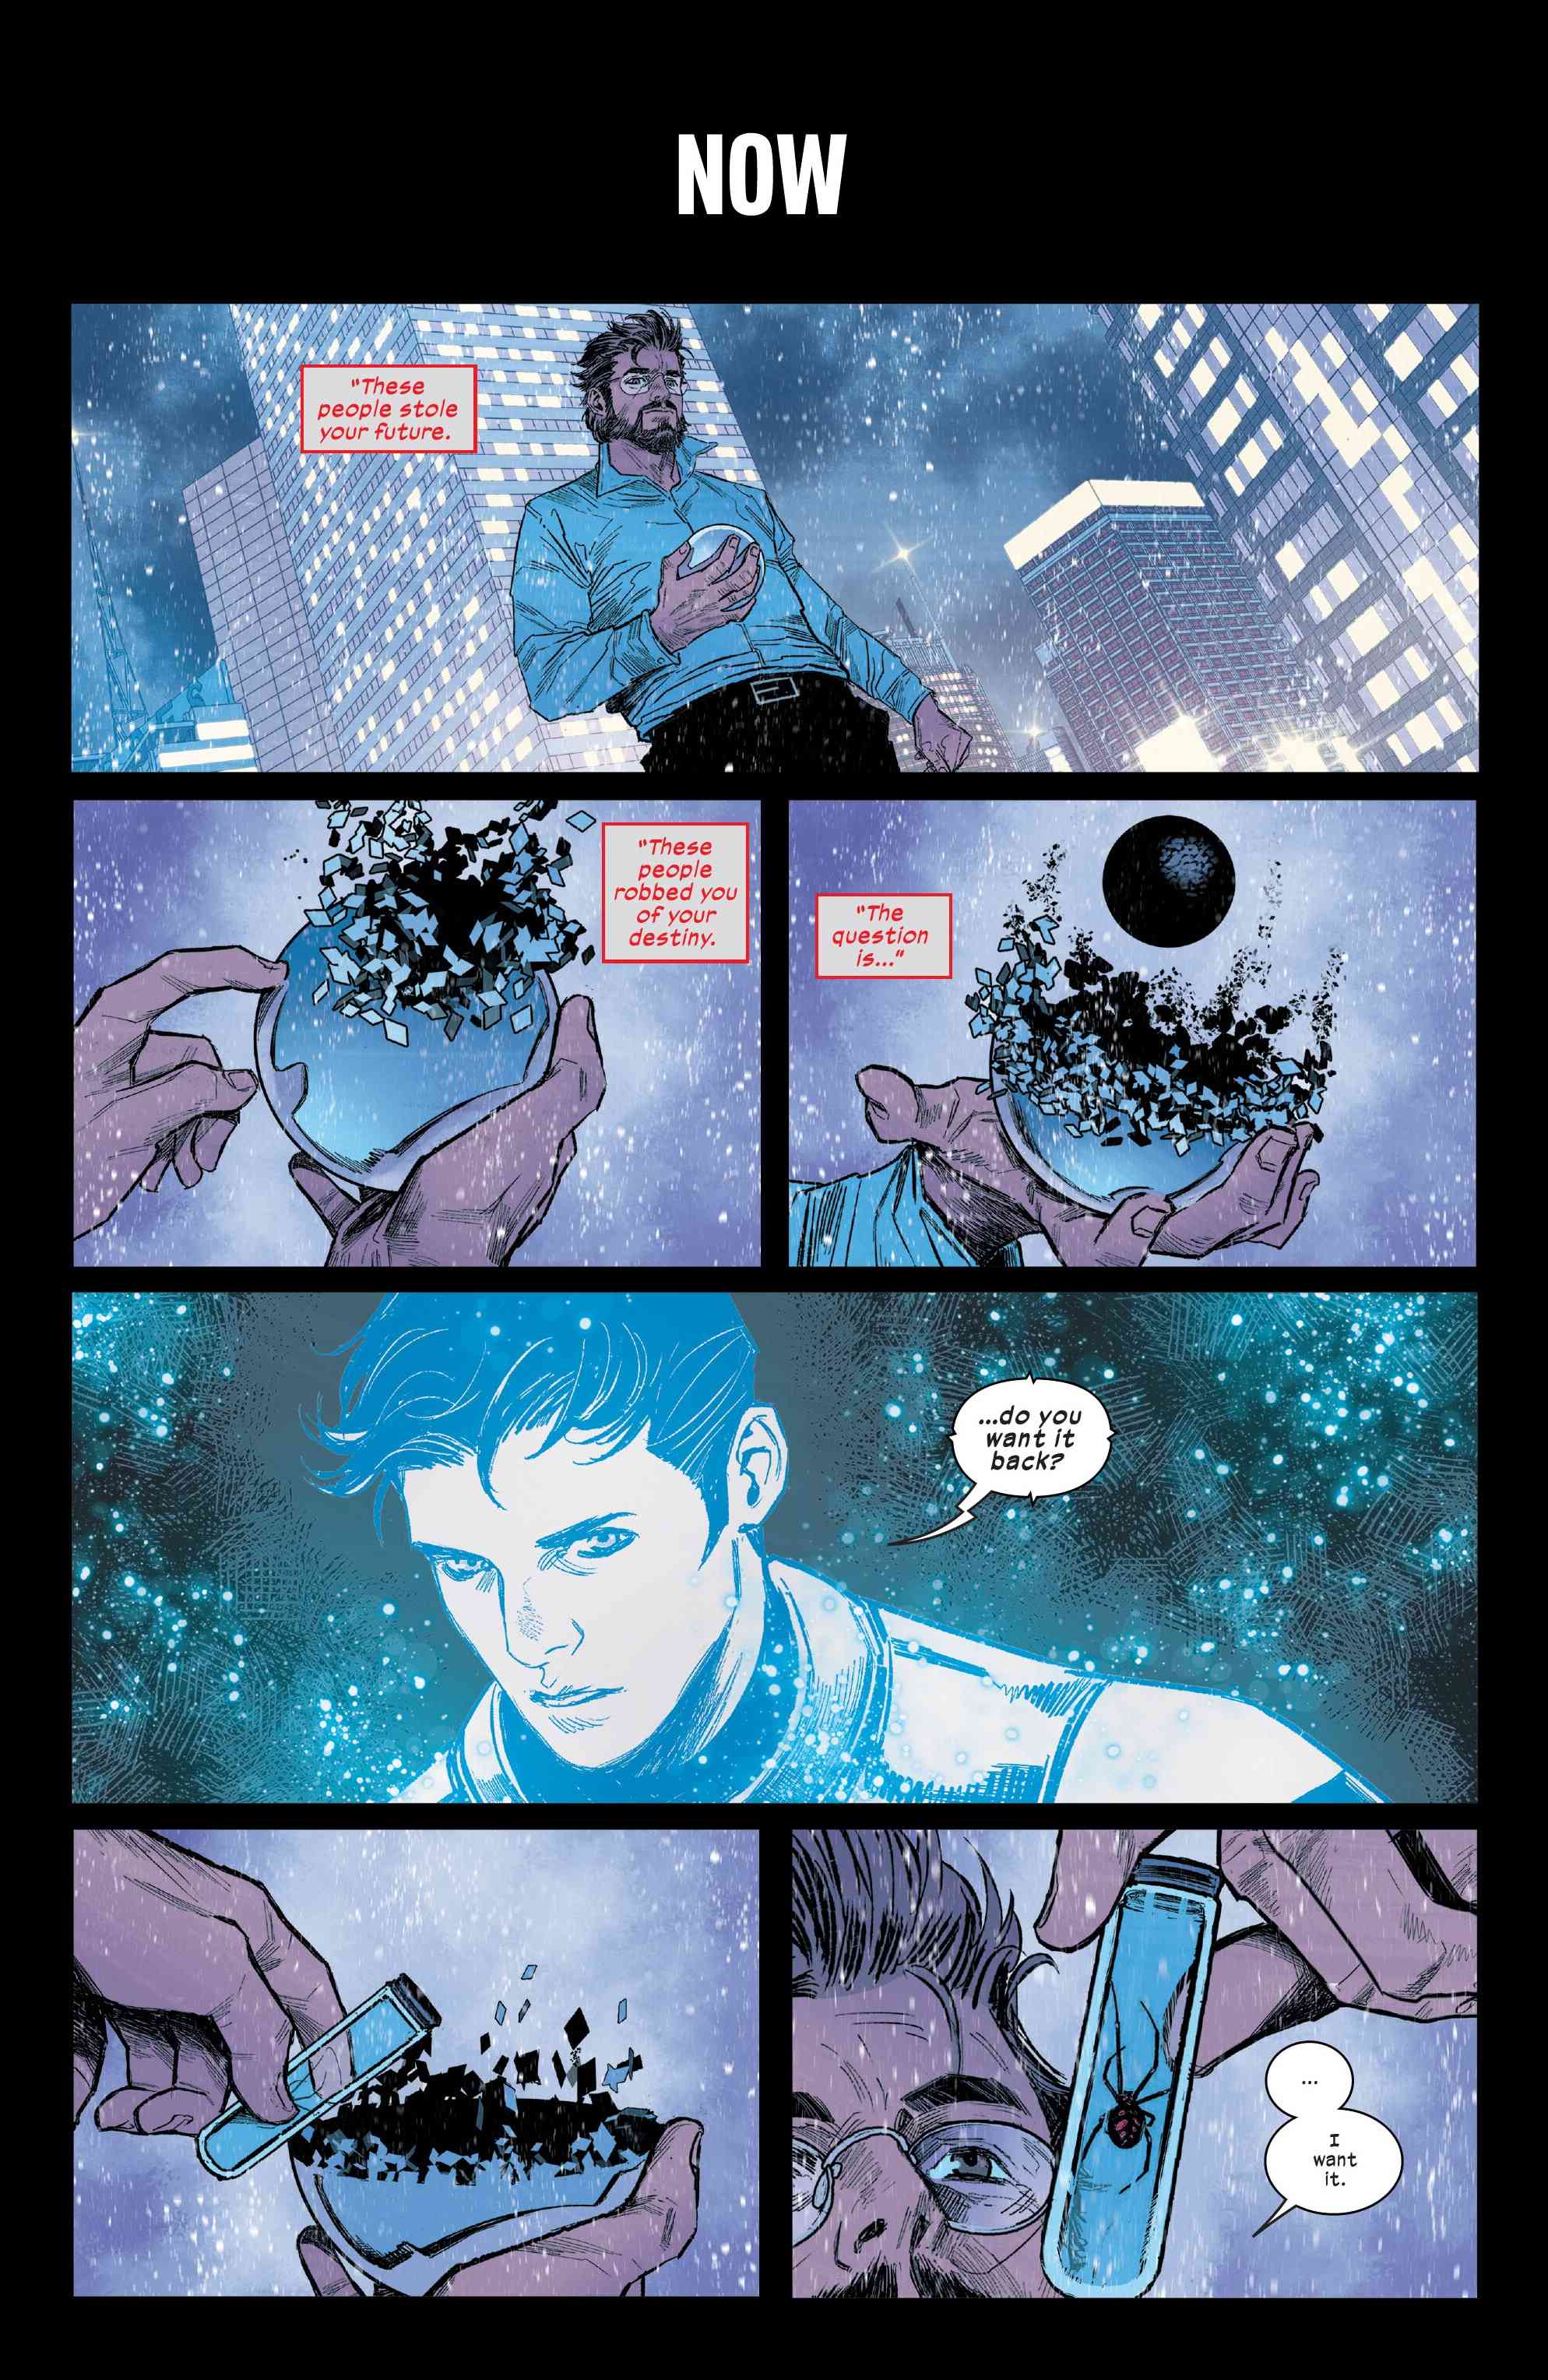 NOW
"These
people stole
your future.
"These
people
robbed you
of your
destiny.
"The
question
is..."
...do you
want it
back?
...
I
want
it.